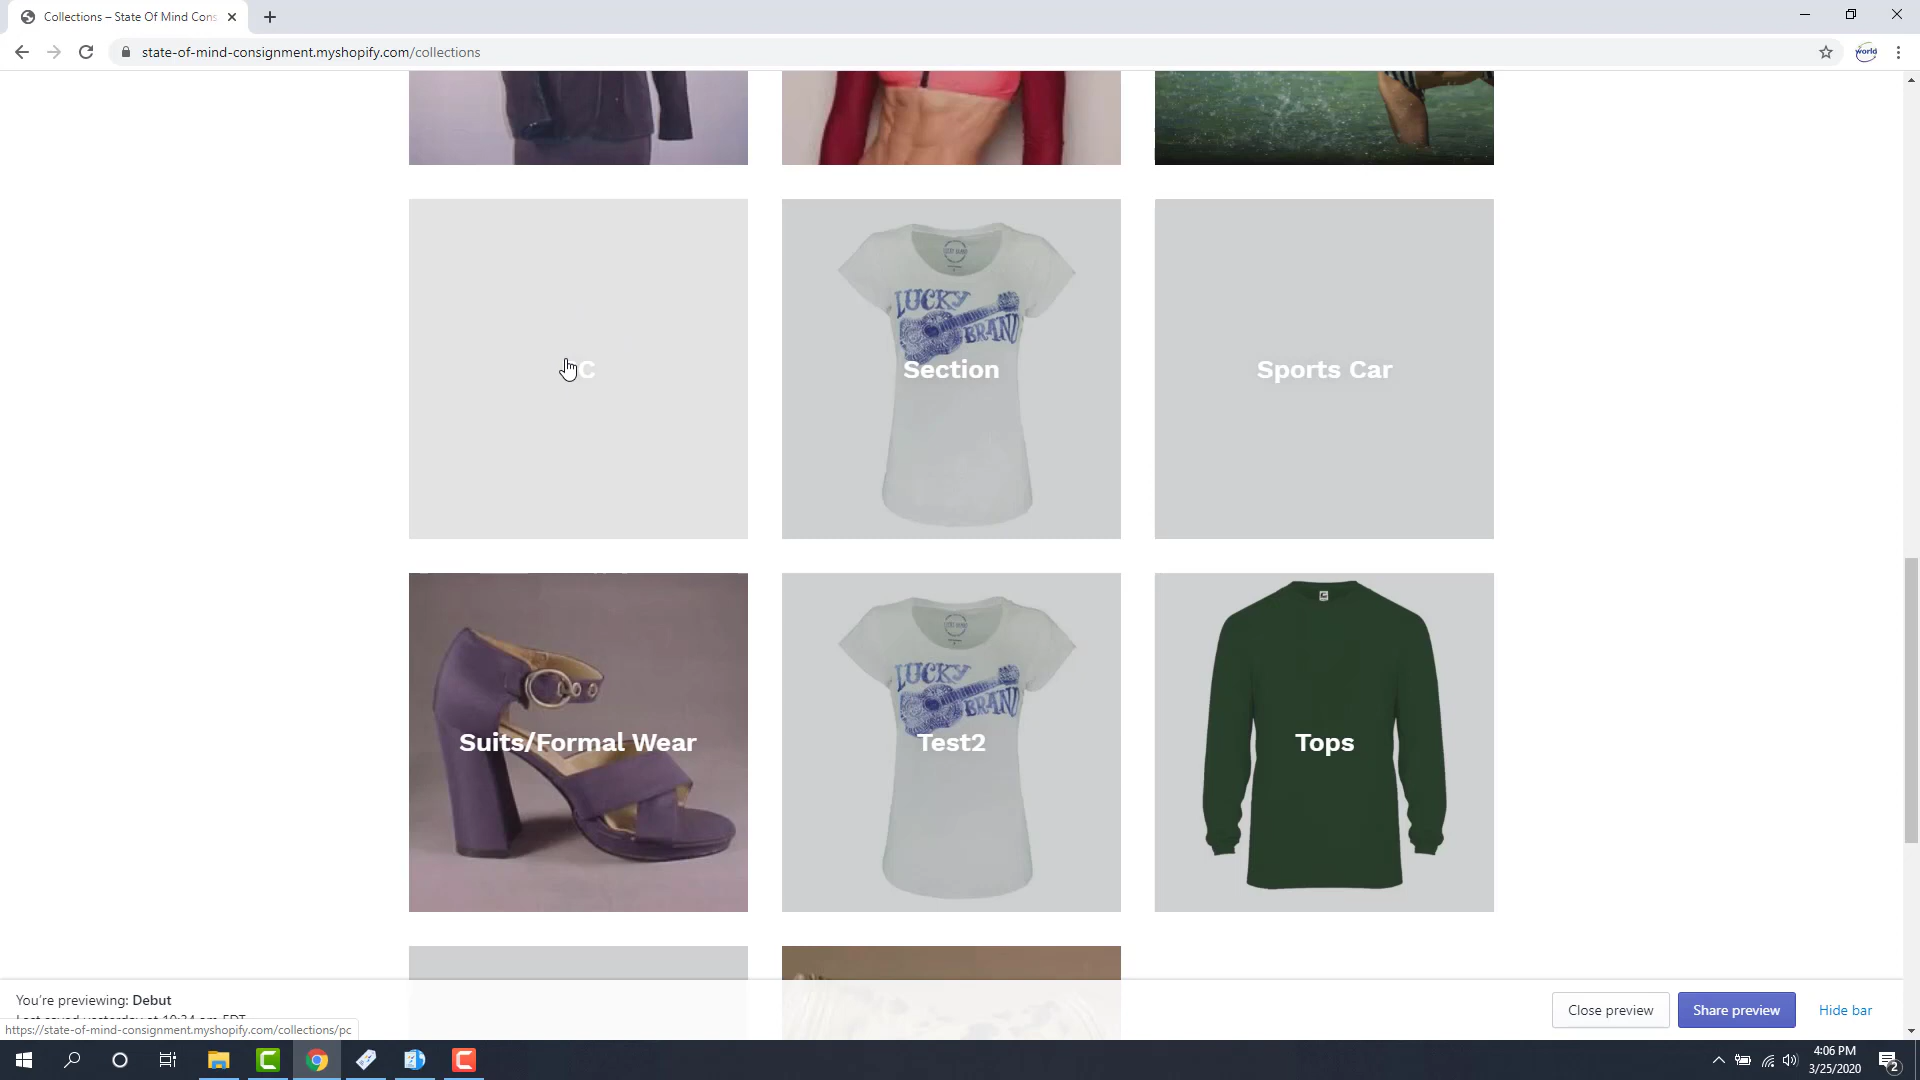 Collections – State Of Mind Cons
state-of-mind-consignment.myshopify.com/collections
world
LUCKY
BRAND
Section
Sports Car
Suits/Formal Wear
LUCKY
BRAND
Test2
Tops
You're previewing: Debut
Close preview
Share preview
Hide bar
https://state-of-mind-consignment.myshopify.com/collections/pc
4:06 PM
3/25/2020
2